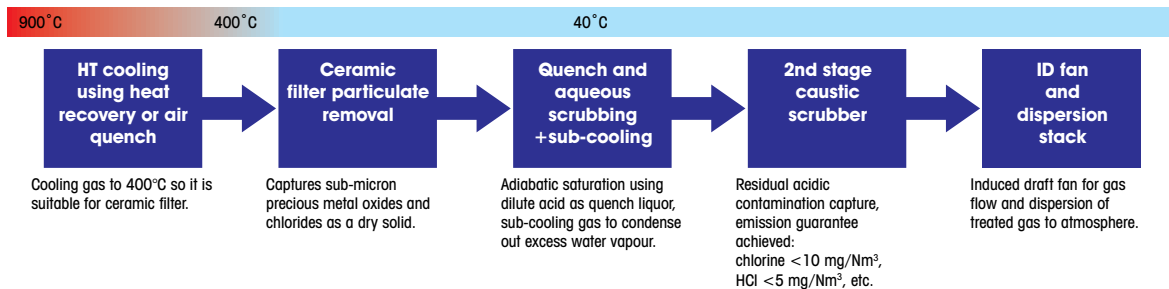 900˚C 400˚C 40˚C
HT cooling
using heat
recovery or air
quench
Cooling gas to 400°C so it is
suitable for ceramic filter.
Ceramic
filter particulate
removal
Captures sub-micron
precious metal oxides and
chlorides as a dry solid.
Quench and
aqueous
scrubbing
+sub-cooling
Adiabatic saturation using
dilute acid as quench liquor,
sub-cooling gas to condense
out excess water vapour.
2nd stage
caustic
scrubber
Residual acidic
contamination capture,
emission guarantee
achieved:
chlorine <10 mg/Nm³,
HCl <5 mg/Nm³, etc.
ID fan
and
dispersion
stack
Induced draft fan for gas
flow and dispersion of
treated gas to atmosphere.